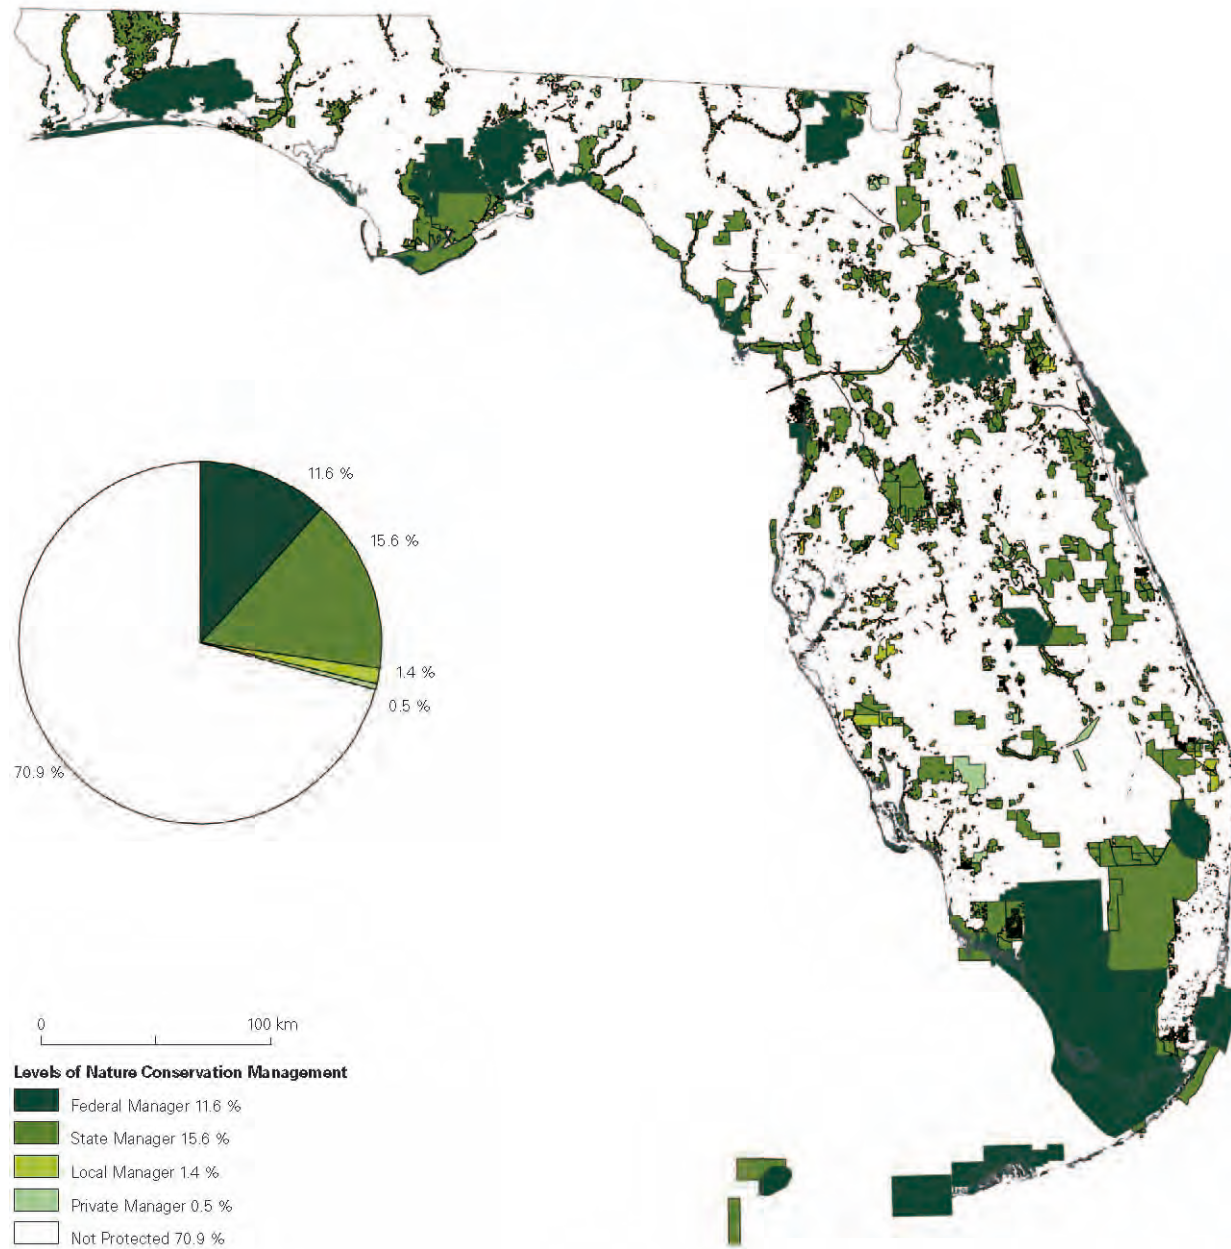 11.6 %
15.6 %
1.4 %
0.5 %
70.9 %
0
100 km
Levels of Nature Conservation Management
Federal Manager 11.6 %
State Manager 15.6 %
Local Manager 1.4 %
Private Manager 0.5 %
Not Protected 70.9 %